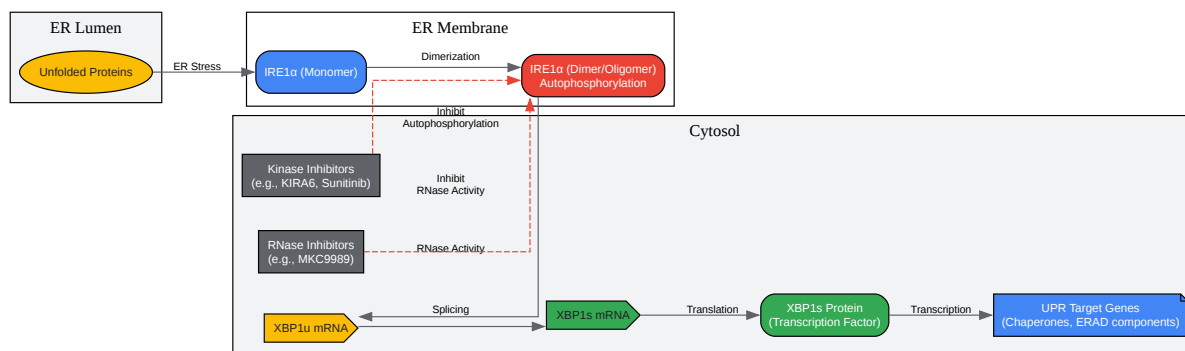 ER Lumen
ER Membrane
Unfolded Proteins
ER Stress
IRE1α (Monomer)
Dimerization
IRE1α (Dimer/Oligomer)
Autophosphorylation
Inhibit
Autophosphorylation
Cytosol
Kinase Inhibitors
(e.g., KIRA6, Sunitinib)
Inhibit
RNase Activity
RNase Inhibitors
(e.g., MKC9989)
RNase Activity
XBP1u mRNA
Splicing
XBP1s mRNA
Translation
XBP1s Protein
(Transcription Factor)
Transcription
UPR Target Genes
(Chaperones, ERAD components)